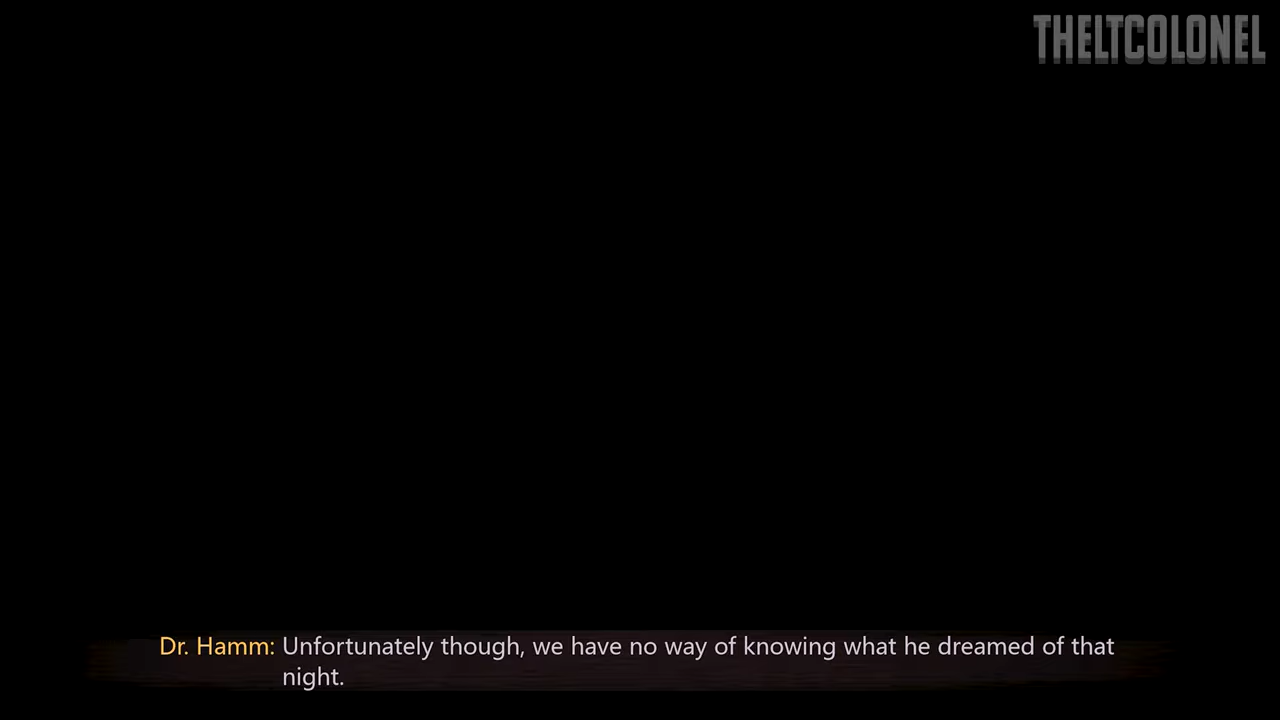 THELTCOLONEL
Dr. Hamm: Unfortunately though, we have no way of knowing what he dreamed of that
night.